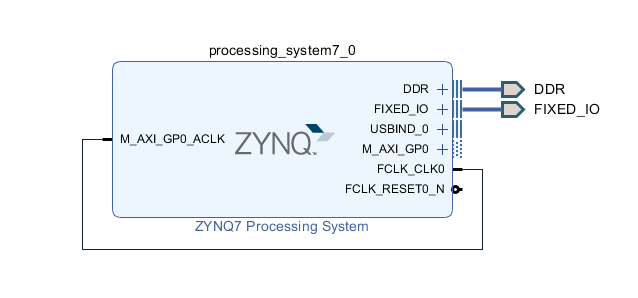 processing_system7_0
DDR
FIXED_IO
USBIND_0
M_AXI_GP0
FCLK_CLK0
FCLK_RESET0_N
M_AXI_GP0_ACLK
ZYNQ
DDR
FIXED_IO
ZYNQ7 Processing System